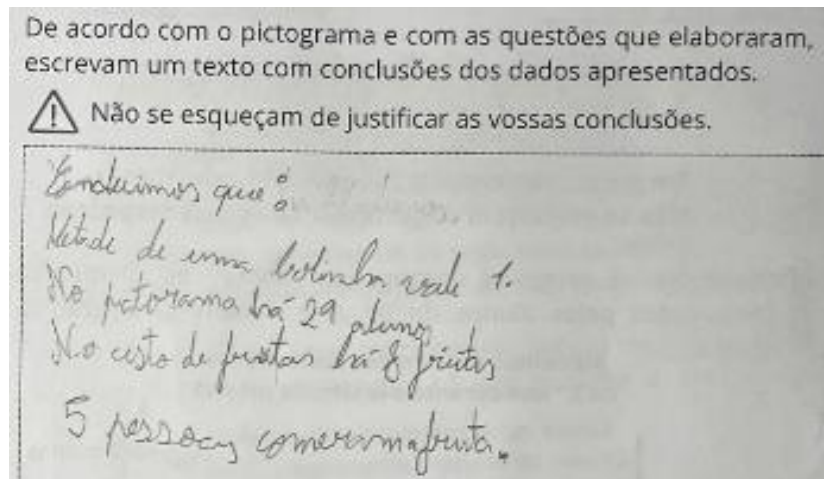 De acordo com o pictograma e com as questões que elaboraram,
escrevam um texto com conclusões dos dados apresentados.
Não se esqueçam de justificar as vossas conclusões.
Concluimos que:
Metade de uma bolinha vale 1.
No pictorama há 29 alunos
No cesto de frutas há 8 frutas
5 pessoas comeram fruta.